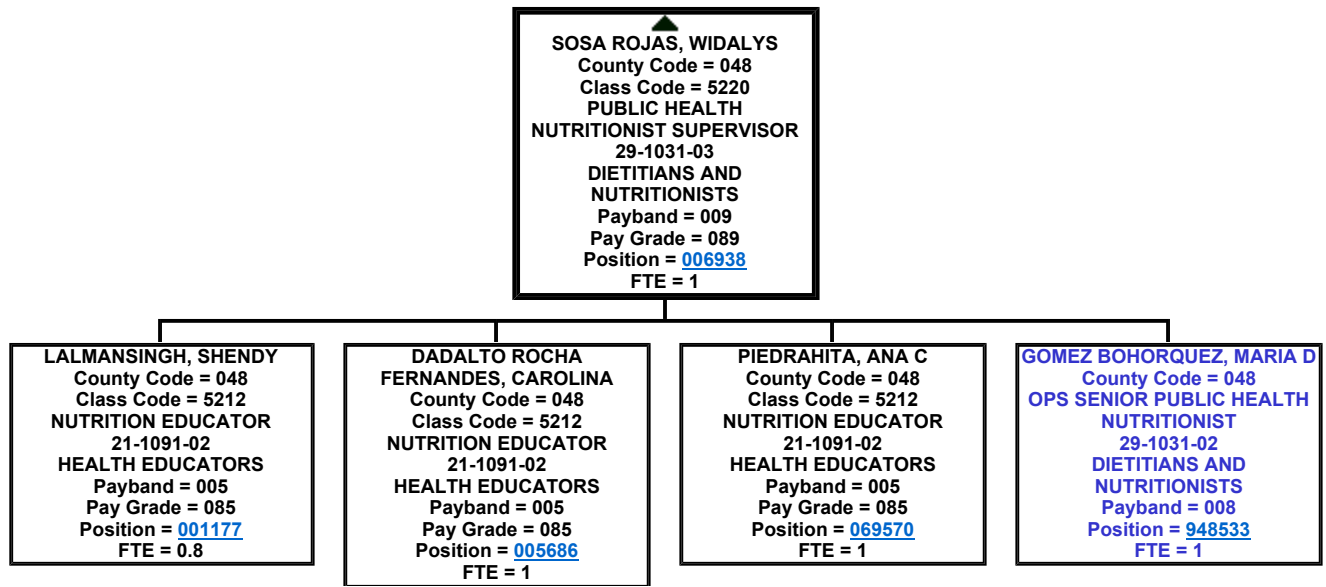 SOSA ROJAS, WIDALYS
County Code = 048
Class Code = 5220
PUBLIC HEALTH
NUTRITIONIST SUPERVISOR
29-1031-03
DIETITIANS AND
NUTRITIONISTS
Payband = 009
Pay Grade = 089
Position = 006938
FTE = 1
LALMANSINGH, SHENDY
County Code = 048
Class Code = 5212
NUTRITION EDUCATOR
21-1091-02
HEALTH EDUCATORS
Payband = 005
Pay Grade = 085
Position = 001177
FTE = 0.8
DADALTO ROCHA
FERNANDES, CAROLINA
County Code = 048
Class Code = 5212
NUTRITION EDUCATOR
21-1091-02
HEALTH EDUCATORS
Payband = 005
Pay Grade = 085
Position = 005686
FTE = 1
PIEDRAHITA, ANA C
County Code = 048
Class Code = 5212
NUTRITION EDUCATOR
21-1091-02
HEALTH EDUCATORS
Payband = 005
Pay Grade = 085
Position = 069570
FTE = 1
GOMEZ BOHORQUEZ, MARIA D
County Code = 048
OPS SENIOR PUBLIC HEALTH
NUTRITIONIST
29-1031-02
DIETITIANS AND
NUTRITIONISTS
Payband = 008
Position = 948533
FTE = 1